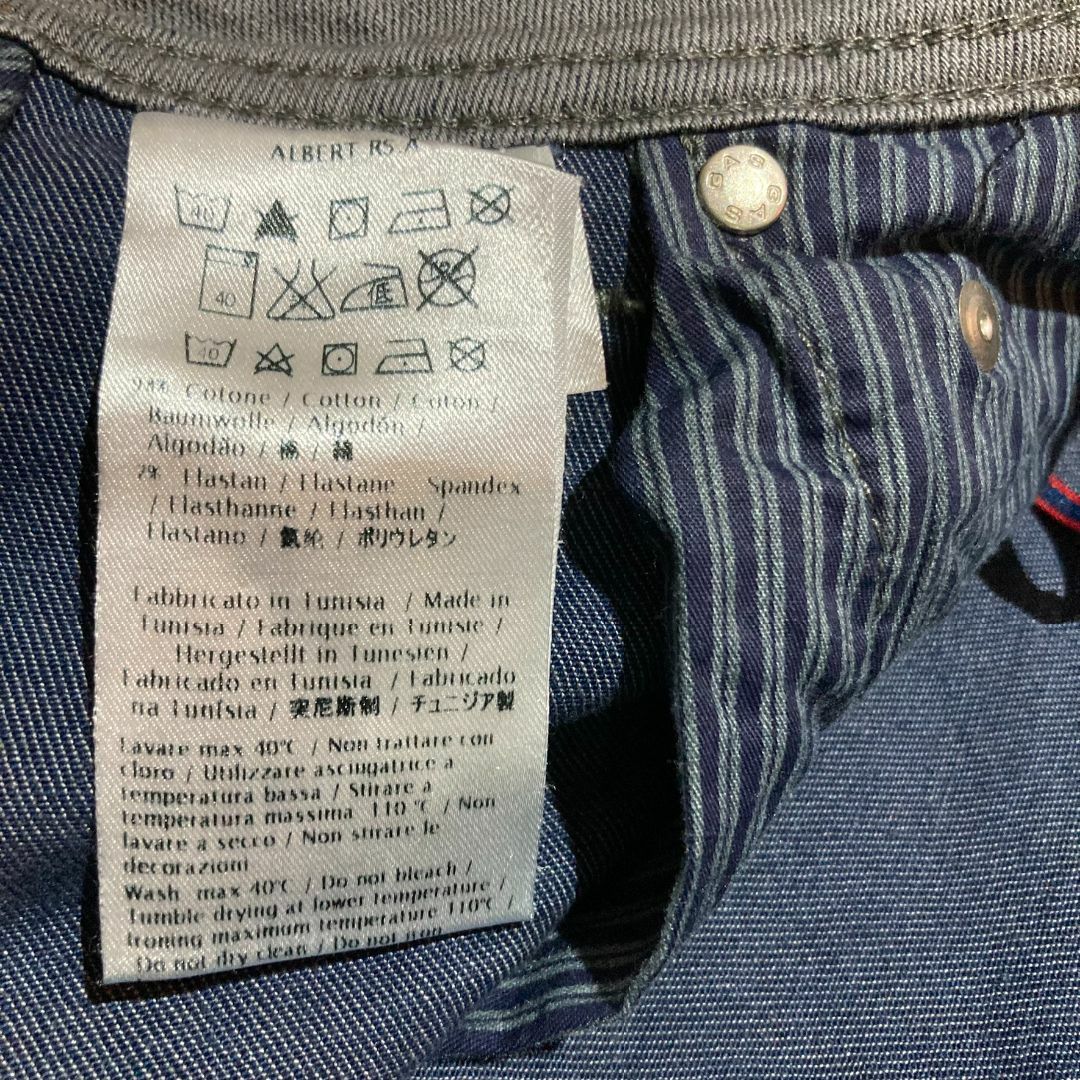 ALBERT RS A
GAS GAS
40
40
40
98% Cotone / Cotton / Coton /
Baumwolle / Algodón /
Algodão / 棉 / 綿
2% Elastan / Elastane Spandex
/ Elasthanne / Elasthan /
Elastano / 氨纶 / ポリウレタン
Fabbricato in Tunisia / Made in
Tunisia / Fabriqué en Tunisie /
Hergestellt in Tunesien /
Fabricado en Tunisia / Fabricado
na Tunísia / 突尼斯制 / チュニジア製
Lavare max 40°C / Non trattare con
cloro / Utilizzare asciugatrice a
temperatura bassa / Stirare a
temperatura massima 110 °C / Non
lavare a secco / Non stirare le
decorazioni
Wash max 40°C / Do not bleach /
Tumble drying at lower temperature /
Ironing maximum temperature 110°C /
Do not dry clean / Do not iron